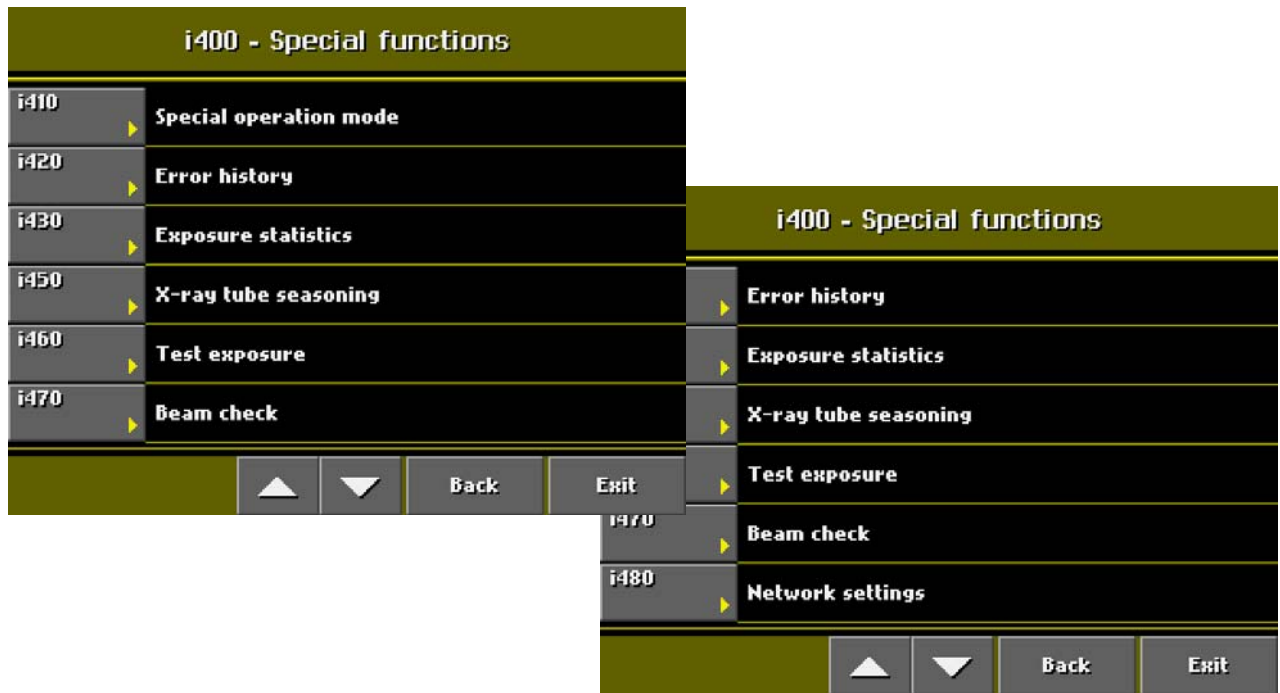 i400 - Special functions
i410 Special operation mode
i420 Error history
i430 Exposure statistics
i450 X-ray tube seasoning
i460 Test exposure
i470 Beam check
Back Exit
i400 - Special functions
Error history
Exposure statistics
X-ray tube seasoning
Test exposure
i470 Beam check
i480 Network settings
Back Exit